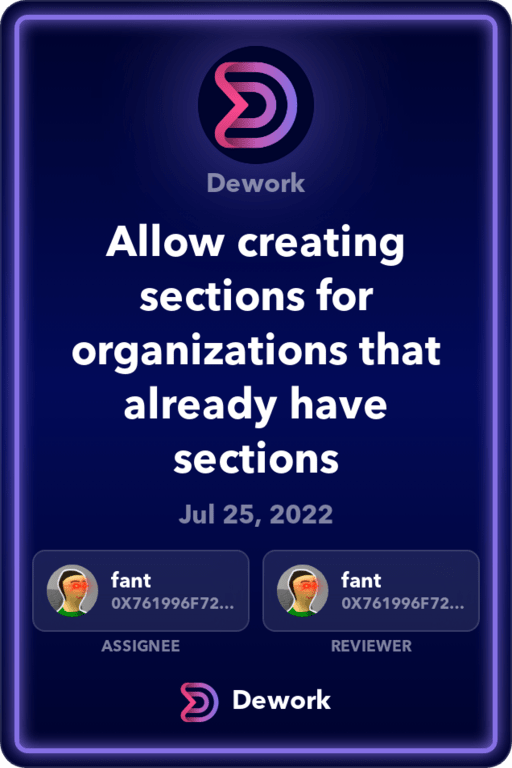 Dework
Allow creating
sections for
organizations that
already have
sections
Jul 25, 2022
fant
0X761996F72...
ASSIGNEE
fant
0X761996F72...
REVIEWER
Dework